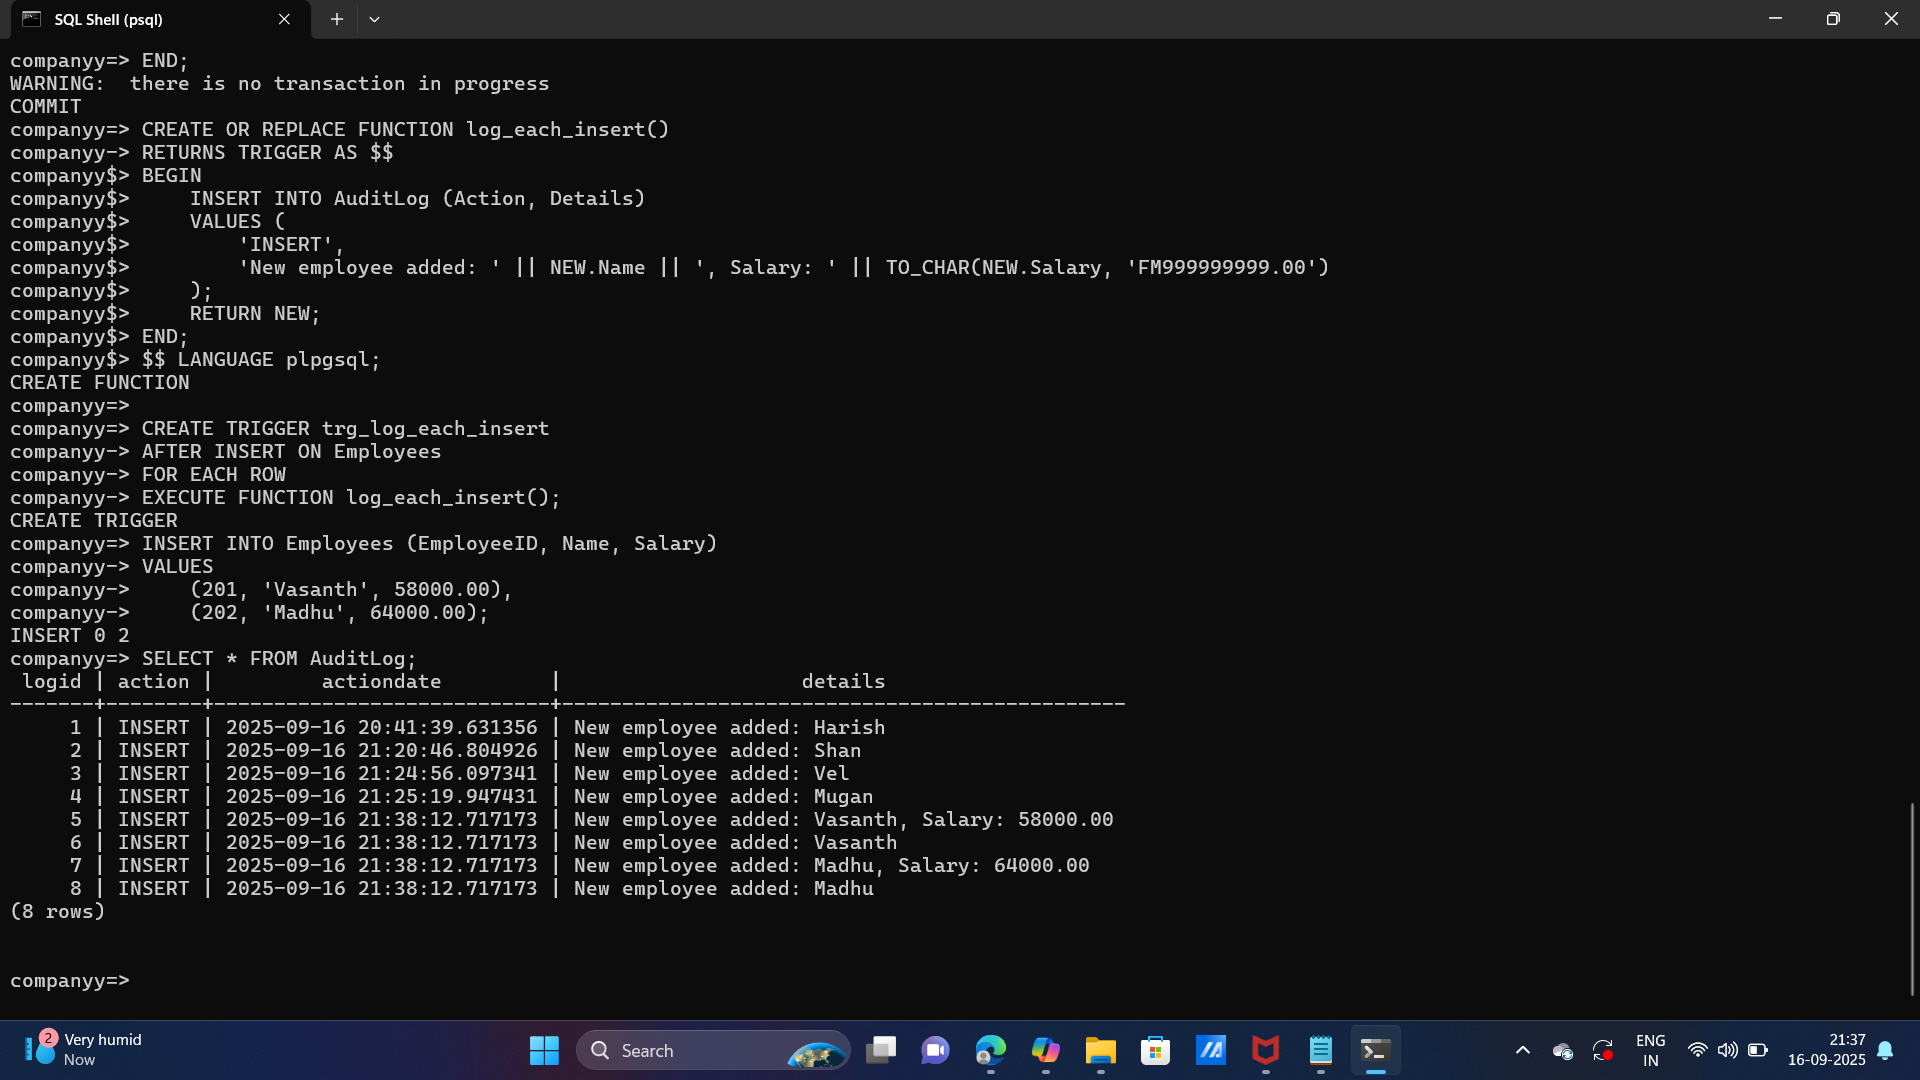 SQL Shell (psql)
companyy=> END;
WARNING:  there is no transaction in progress
COMMIT
companyy=> CREATE OR REPLACE FUNCTION log_each_insert()
companyy-> RETURNS TRIGGER AS $$
companyy$> BEGIN
companyy$>     INSERT INTO AuditLog (Action, Details)
companyy$>     VALUES (
companyy$>         'INSERT',
companyy$>         'New employee added: ' || NEW.Name || ', Salary: ' || TO_CHAR(NEW.Salary, 'FM999999999.00')
companyy$>     );
companyy$>     RETURN NEW;
companyy$> END;
companyy$> $$ LANGUAGE plpgsql;
CREATE FUNCTION
companyy=>
companyy=> CREATE TRIGGER trg_log_each_insert
companyy-> AFTER INSERT ON Employees
companyy-> FOR EACH ROW
companyy-> EXECUTE FUNCTION log_each_insert();
CREATE TRIGGER
companyy=> INSERT INTO Employees (EmployeeID, Name, Salary)
companyy-> VALUES
companyy->     (201, 'Vasanth', 58000.00),
companyy->     (202, 'Madhu', 64000.00);
INSERT 0 2
companyy=> SELECT * FROM AuditLog;
 logid | action |         actiondate         |                    details
-------+--------+----------------------------+-----------------------------------------------
     1 | INSERT | 2025-09-16 20:41:39.631356 | New employee added: Harish
     2 | INSERT | 2025-09-16 21:20:46.804926 | New employee added: Shan
     3 | INSERT | 2025-09-16 21:24:56.097341 | New employee added: Vel
     4 | INSERT | 2025-09-16 21:25:19.947431 | New employee added: Mugan
     5 | INSERT | 2025-09-16 21:38:12.717173 | New employee added: Vasanth, Salary: 58000.00
     6 | INSERT | 2025-09-16 21:38:12.717173 | New employee added: Vasanth
     7 | INSERT | 2025-09-16 21:38:12.717173 | New employee added: Madhu, Salary: 64000.00
     8 | INSERT | 2025-09-16 21:38:12.717173 | New employee added: Madhu
(8 rows)
companyy=>
2
Very humid
Now
Search
ENG
IN
21:37
16-09-2025